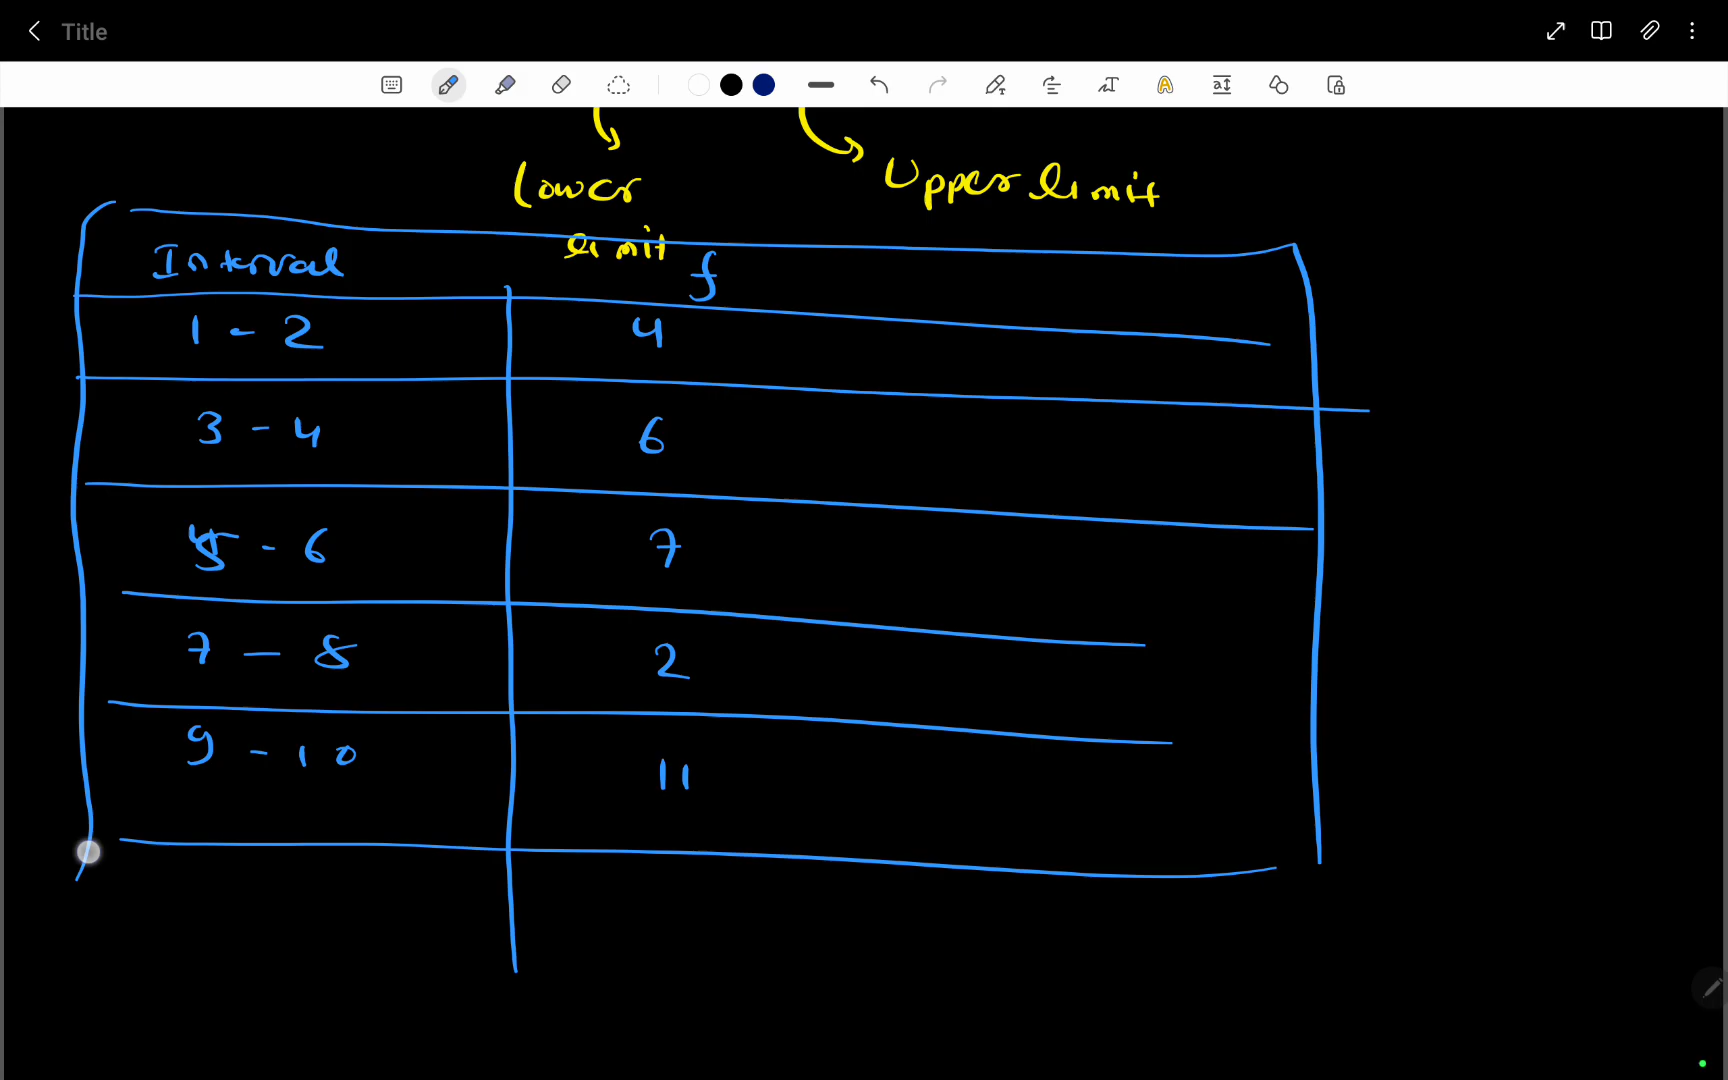 Title
Lower
limit
Upper limit
Interval f
1 - 2 4
3 - 4 6
5 - 6 7
7 - 8 2
9 - 10 11